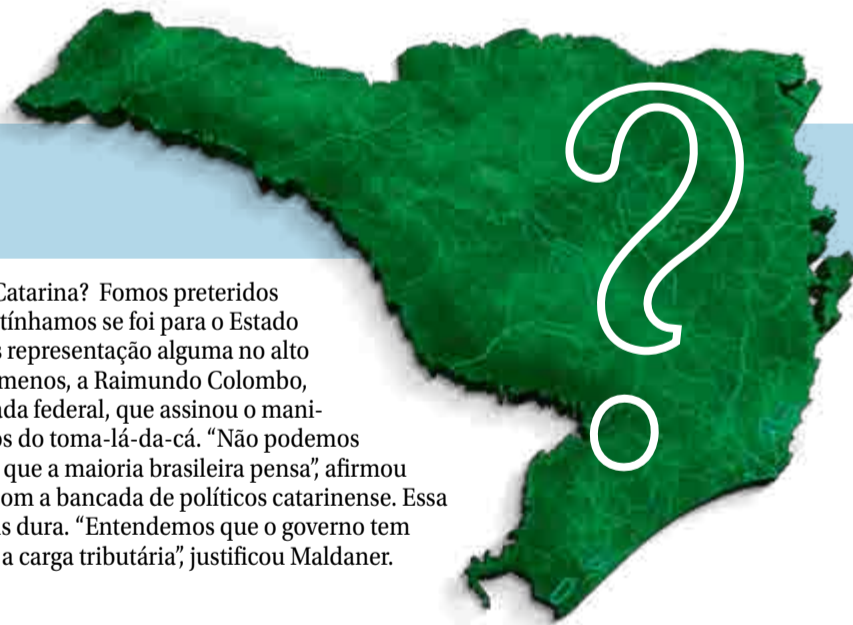 Catarina? Fomos preteridos
tínhamos se foi para o Estado
s representação alguma no alto
menos, a Raimundo Colombo,
da federal, que assinou o mani-
os do toma-lá-da-cá. “Não podemos
que a maioria brasileira pensa”, afirmou
om a bancada de políticos catarinense. Essa
s dura. “Entendemos que o governo tem
a carga tributária”, justificou Maldaner.
?